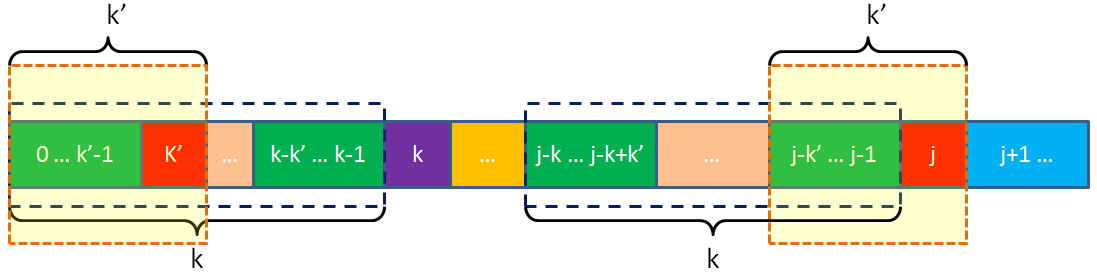 k’ k’
0 ... k’-1 K’ ... k-k’ ... k-1 k ... j-k ... j-k+k’ ... j-k’ ... j-1 j j+1 ...
k k